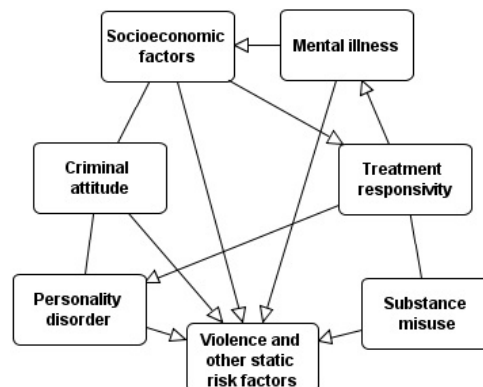 Socioeconomic
factors
Mental illness
Criminal
attitude
Treatment
responsivity
Personality
disorder
Substance
misuse
Violence and
other static
risk factors